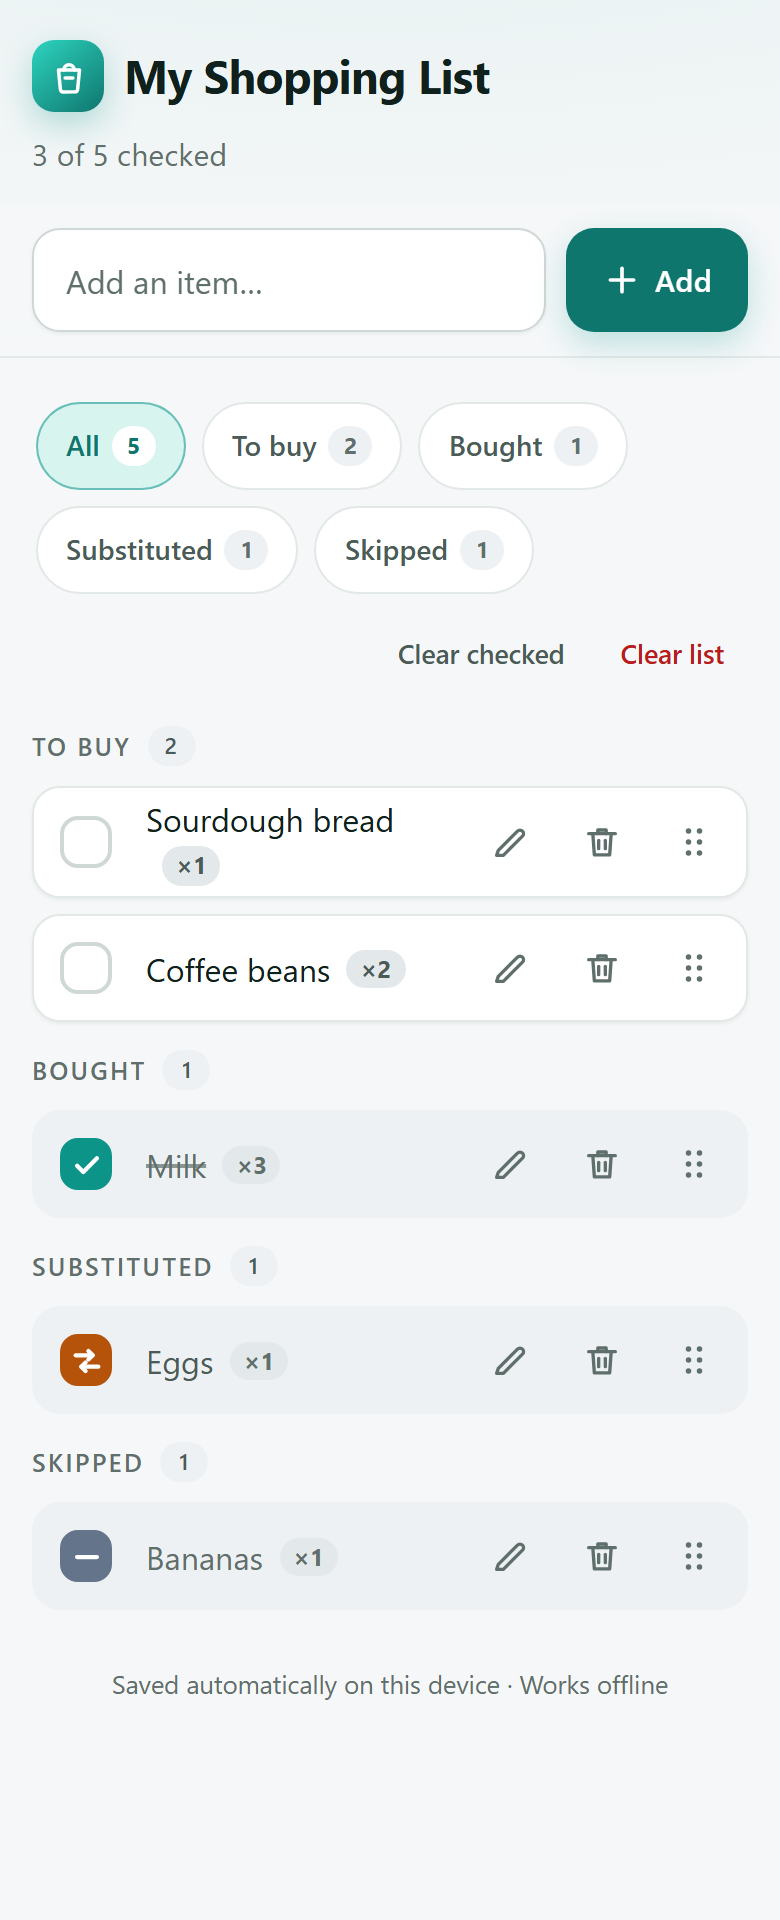 My Shopping List
3 of 5 checked
Add an item...
Add
All 5
To buy 2
Bought 1
Substituted 1
Skipped 1
Clear checked
Clear list
TO BUY 2
Sourdough bread
×1
Coffee beans ×2
BOUGHT 1
Milk ×3
SUBSTITUTED 1
Eggs ×1
SKIPPED 1
Bananas ×1
Saved automatically on this device · Works offline